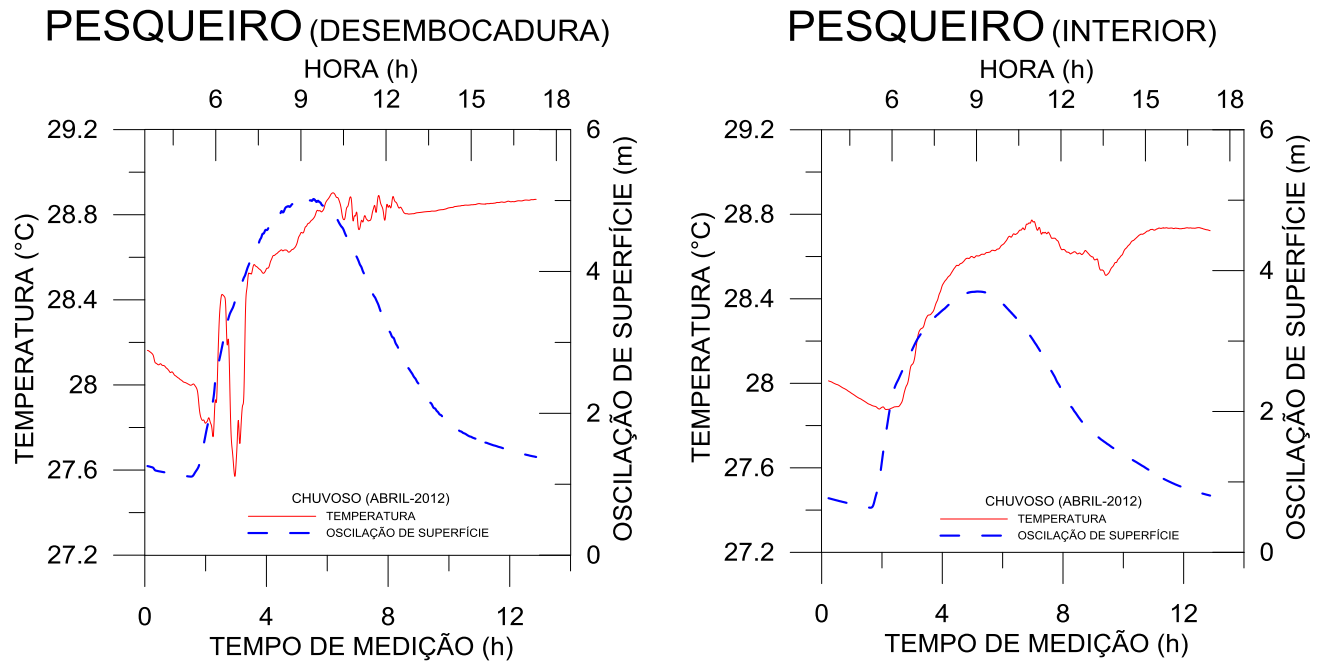 PESQUEIRO (DESEMBOCADURA)
HORA (h)
6 9 12 15 18
29.2
28.8
28.4
28
27.6
27.2
TEMPERATURA (°C)
6
4
2
0
OSCILAÇÃO DE SUPERFÍCIE (m)
CHUVOSO (ABRIL-2012)
TEMPERATURA
OSCILAÇÃO DE SUPERFÍCIE
0 4 8 12
TEMPO DE MEDIÇÃO (h)
PESQUEIRO (INTERIOR)
HORA (h)
6 9 12 15 18
29.2
28.8
28.4
28
27.6
27.2
TEMPERATURA (°C)
6
4
2
0
OSCILAÇÃO DE SUPERFÍCIE (m)
CHUVOSO (ABRIL-2012)
TEMPERATURA
OSCILAÇÃO DE SUPERFÍCIE
0 4 8 12
TEMPO DE MEDIÇÃO (h)